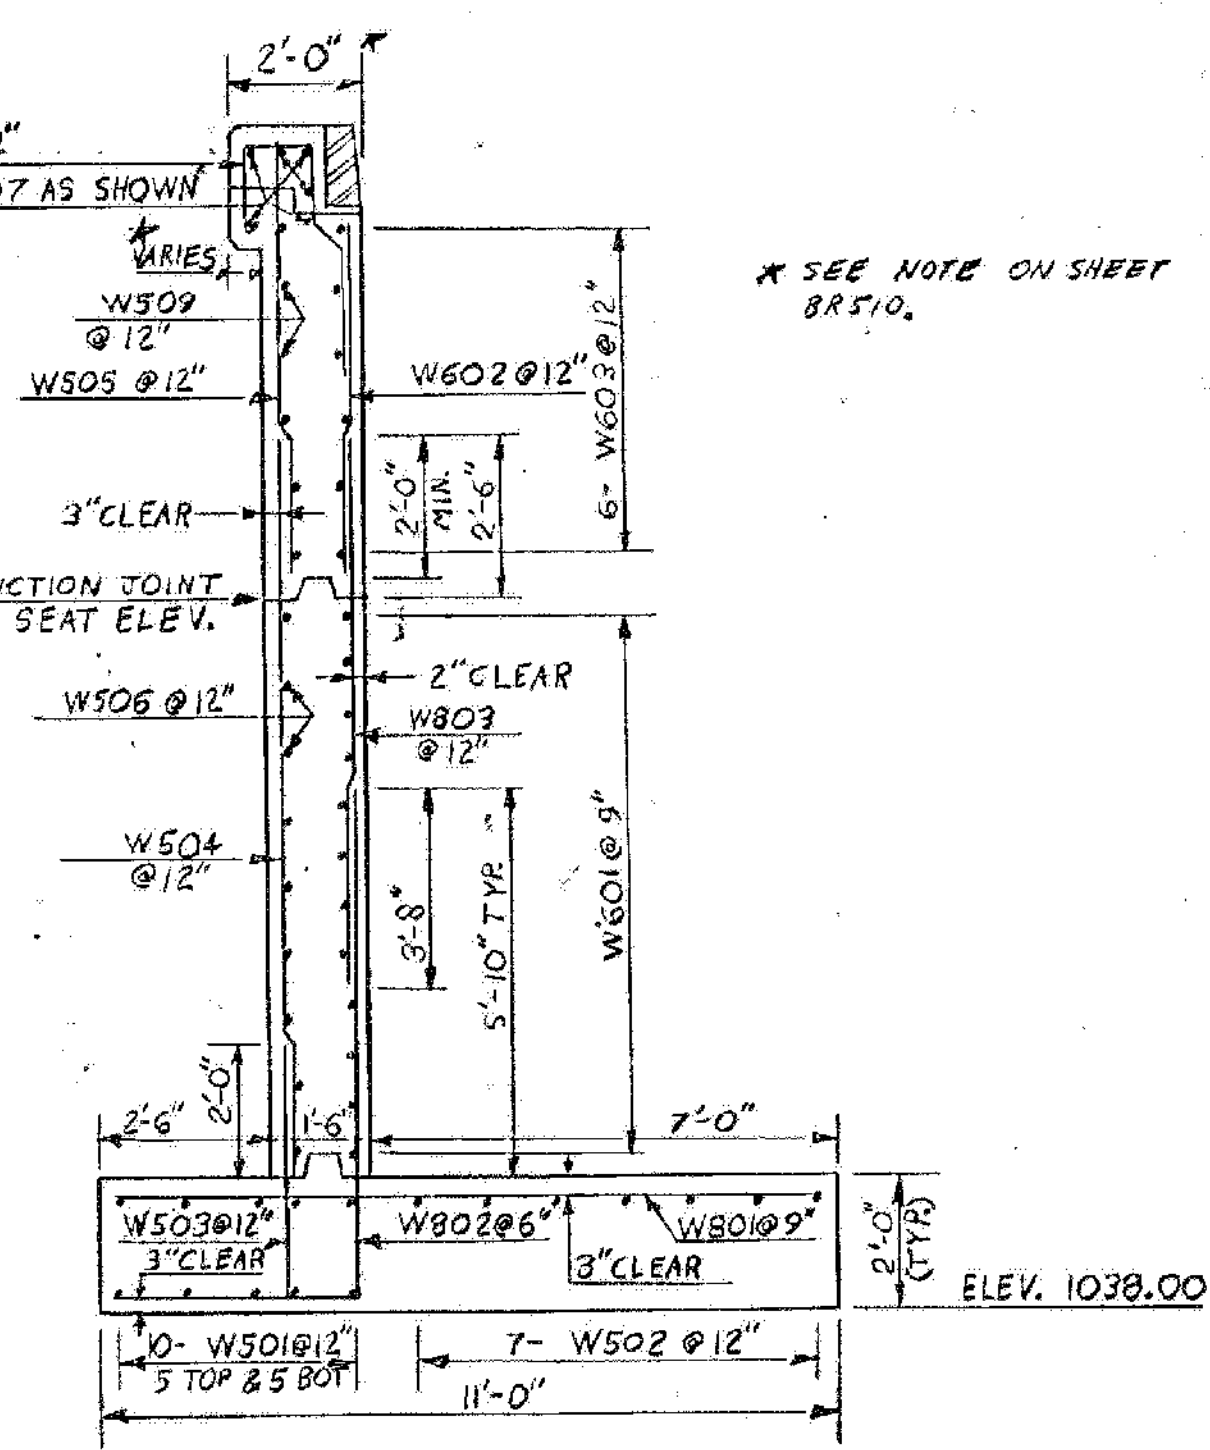 2'-0" *
2"
07 AS SHOWN
*
VARIES
* SEE NOTE ON SHEET
BR510.
W509
@ 12"
W505 @12"
W602@12"
6- W603@12"
2'-0"
MIN.
2'-6"
3"CLEAR
CTION JOINT
SEAT ELEV.
2"CLEAR
W506 @12"
W803
@12"
W504
@12"
3'-8"
5'-10" TYP.
W601@9"
2'-0"
2'-6"
1'-6"
7'-0"
W503@12"
W802@6"
W801@9"
3"CLEAR
3"CLEAR
2'-0"
(TYP.)
ELEV. 1038.00
10- W501@12"
5 TOP & 5 BOT
7- W502 @12"
11'-0"